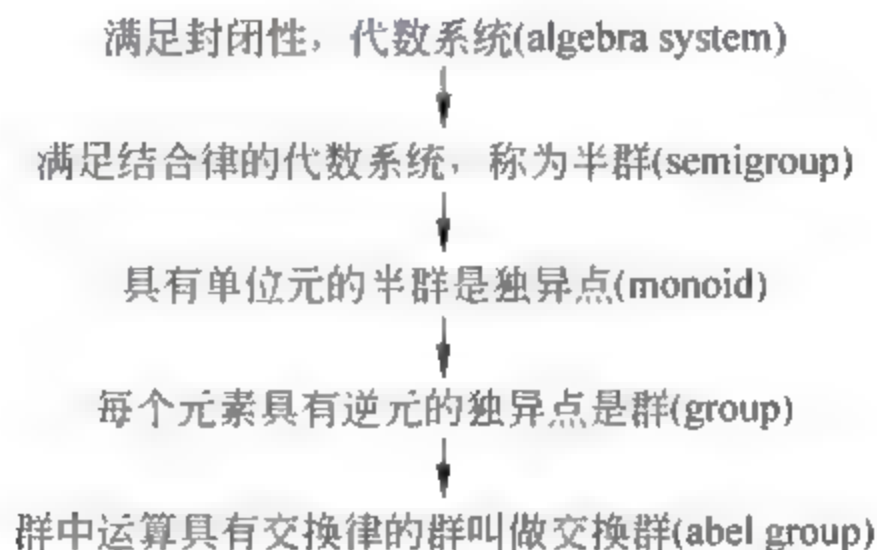 满足封闭性，代数系统(algebra system)
满足结合律的代数系统，称为半群(semigroup)
具有单位元的半群是独异点(monoid)
每个元素具有逆元的独异点是群(group)
群中运算具有交换律的群叫做交换群(abel group)